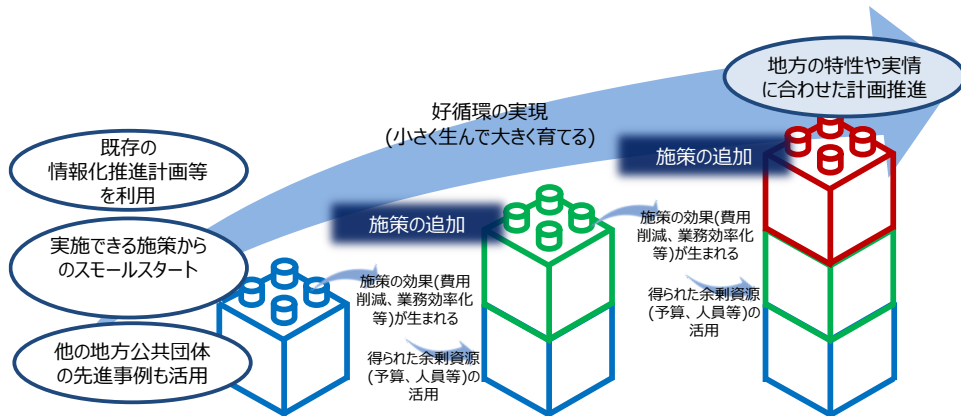 地方の特性や実情
に合わせた計画推進
好循環の実現
(小さく生んで大きく育てる)
既存の
情報化推進計画等
を利用
実施できる施策から
のスモールスタート
他の地方公共団体
の先進事例も活用
施策の追加
施策の効果(費用
削減、業務効率化
等)が生まれる
得られた余剰資源
(予算、人員等)の
活用
施策の追加
施策の効果(費用
削減、業務効率化
等)が生まれる
得られた余剰資源
(予算、人員等)の
活用